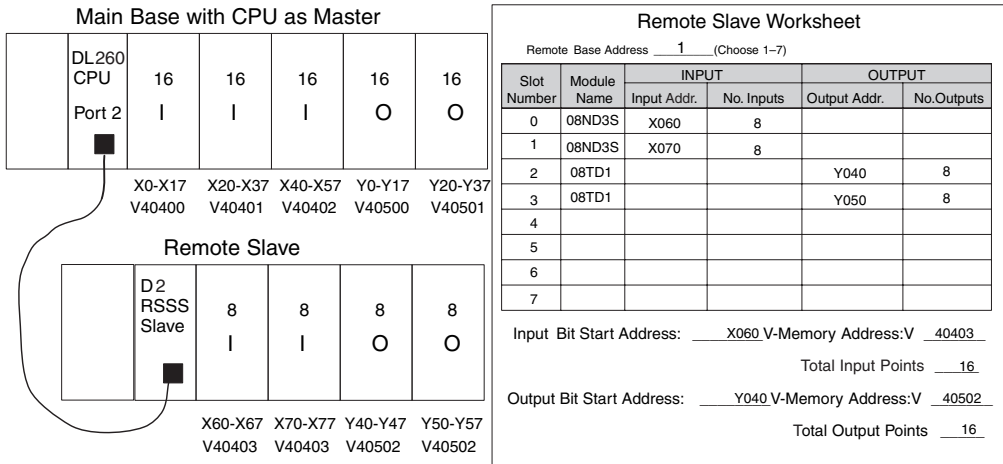 Main Base with CPU as Master
DL260
CPU
Port 2
16 16 16 16 16
I I I O O
X0-X17 X20-X37 X40-X57 Y0-Y17 Y20-Y37
V40400 V40401 V40402 V40500 V40501
Remote Slave
D2
RSSS
Slave
8 8 8 8
I I O O
X60-X67 X70-X77 Y40-Y47 Y50-Y57
V40403 V40403 V40502 V40502
Remote Slave Worksheet
Remote Base Address 1 (Choose 1–7)
Slot Number Module Name INPUT OUTPUT
Input Addr. No. Inputs Output Addr. No.Outputs
0 08ND3S X060 8
1 08ND3S X070 8
2 08TD1 Y040 8
3 08TD1 Y050 8
4
5
6
7
Input Bit Start Address: X060 V-Memory Address:V 40403
Total Input Points 16
Output Bit Start Address: Y040 V-Memory Address:V 40502
Total Output Points 16